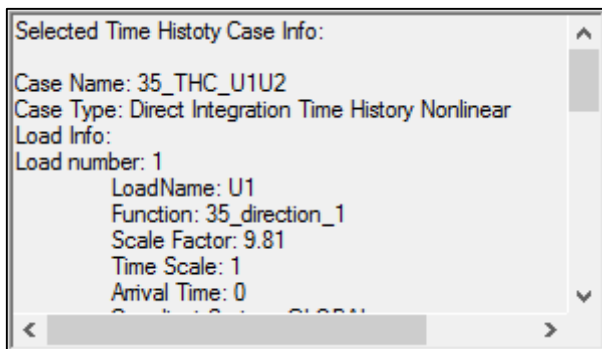 Selected Time Histoty Case Info:
Case Name: 35_THC_U1U2
Case Type: Direct Integration Time History Nonlinear
Load Info:
Load number: 1
LoadName: U1
Function: 35_direction_1
Scale Factor: 9.81
Time Scale: 1
Arrival Time: 0